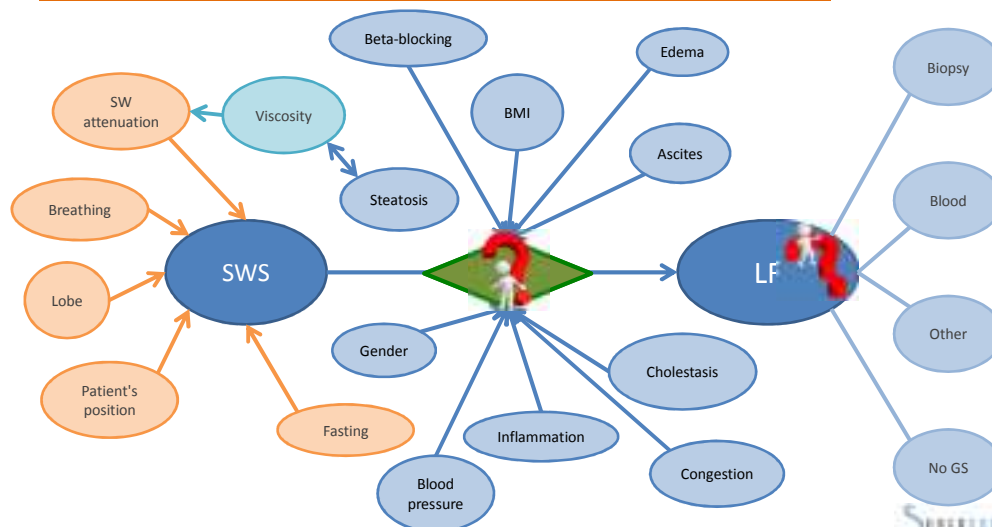 Beta-blocking
Edema
Biopsy
SW
attenuation
Viscosity
BMI
Ascites
Steatosis
Breathing
Blood
SWS
Lobe
Gender
Other
Cholestasis
Patient's
position
Fasting
Inflammation
Congestion
Blood
pressure
No GS